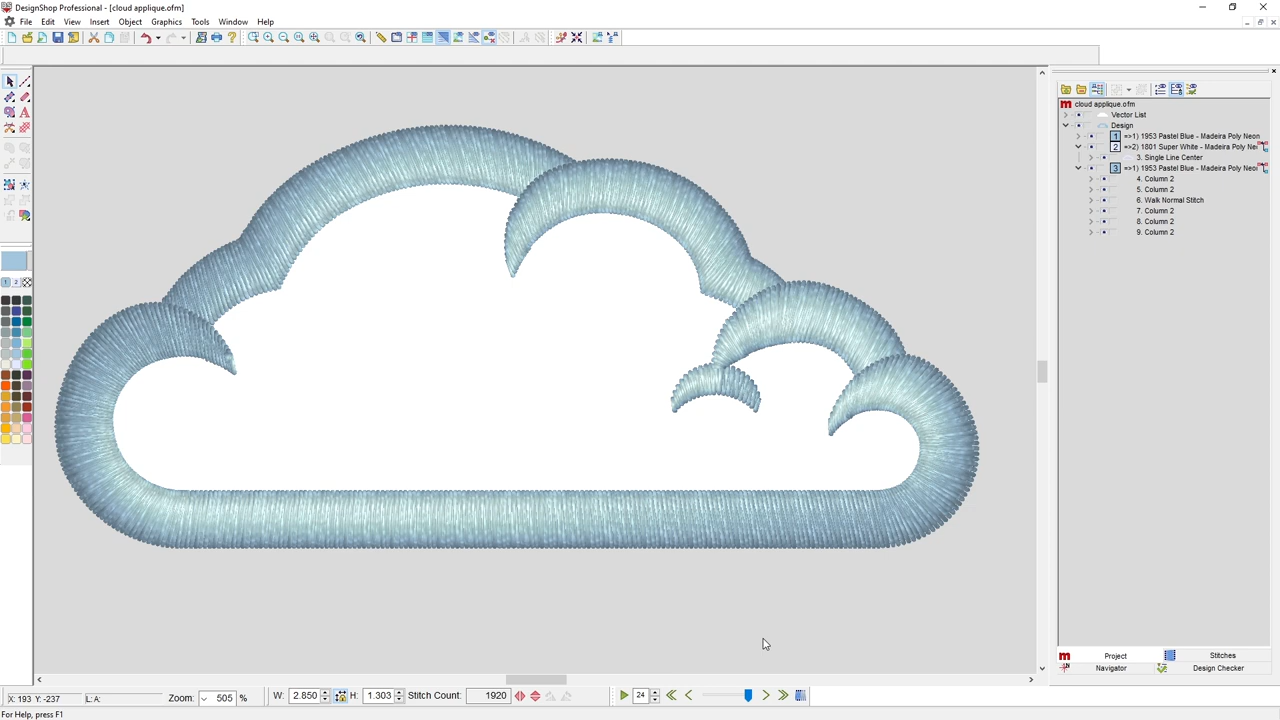 DesignShop Professional - [cloud applique.ofm]
File Edit View Insert Object Graphics Tools Window Help
cloud applique.ofm
Vector List
Design
1 =>1) 1953 Pastel Blue - Madeira Poly Neon
2 =>2) 1801 Super White - Madeira Poly Neo
3. Single Line Center
3 =>1) 1953 Pastel Blue - Madeira Poly Neon
4. Column 2
5. Column 2
6. Walk Normal Stitch
7. Column 2
8. Column 2
9. Column 2
Project Stitches
Navigator Design Checker
X: 193 Y: -237 L: A: Zoom: 505 % W: 2.850 H: 1.303 Stitch Count: 1920 24
For Help, press F1